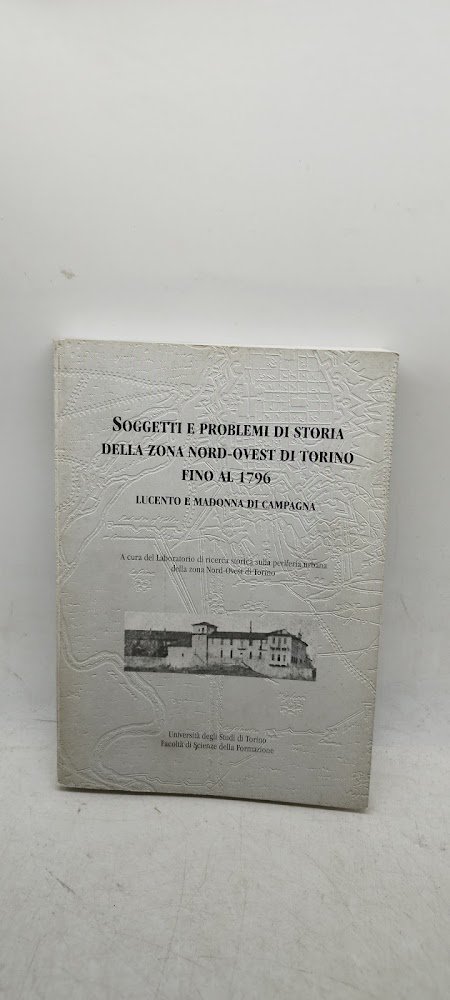 SOGGETTI E PROBLEMI DI STORIA
DELLA ZONA NORD-OVEST DI TORINO
FINO AL 1796
LUCENTO E MADONNA DI CAMPAGNA
A cura del Laboratorio di ricerca storica sulla periferia urbana
della zona Nord-Ovest di Torino
Università degli Studi di Torino
Facoltà di Scienze della Formazione